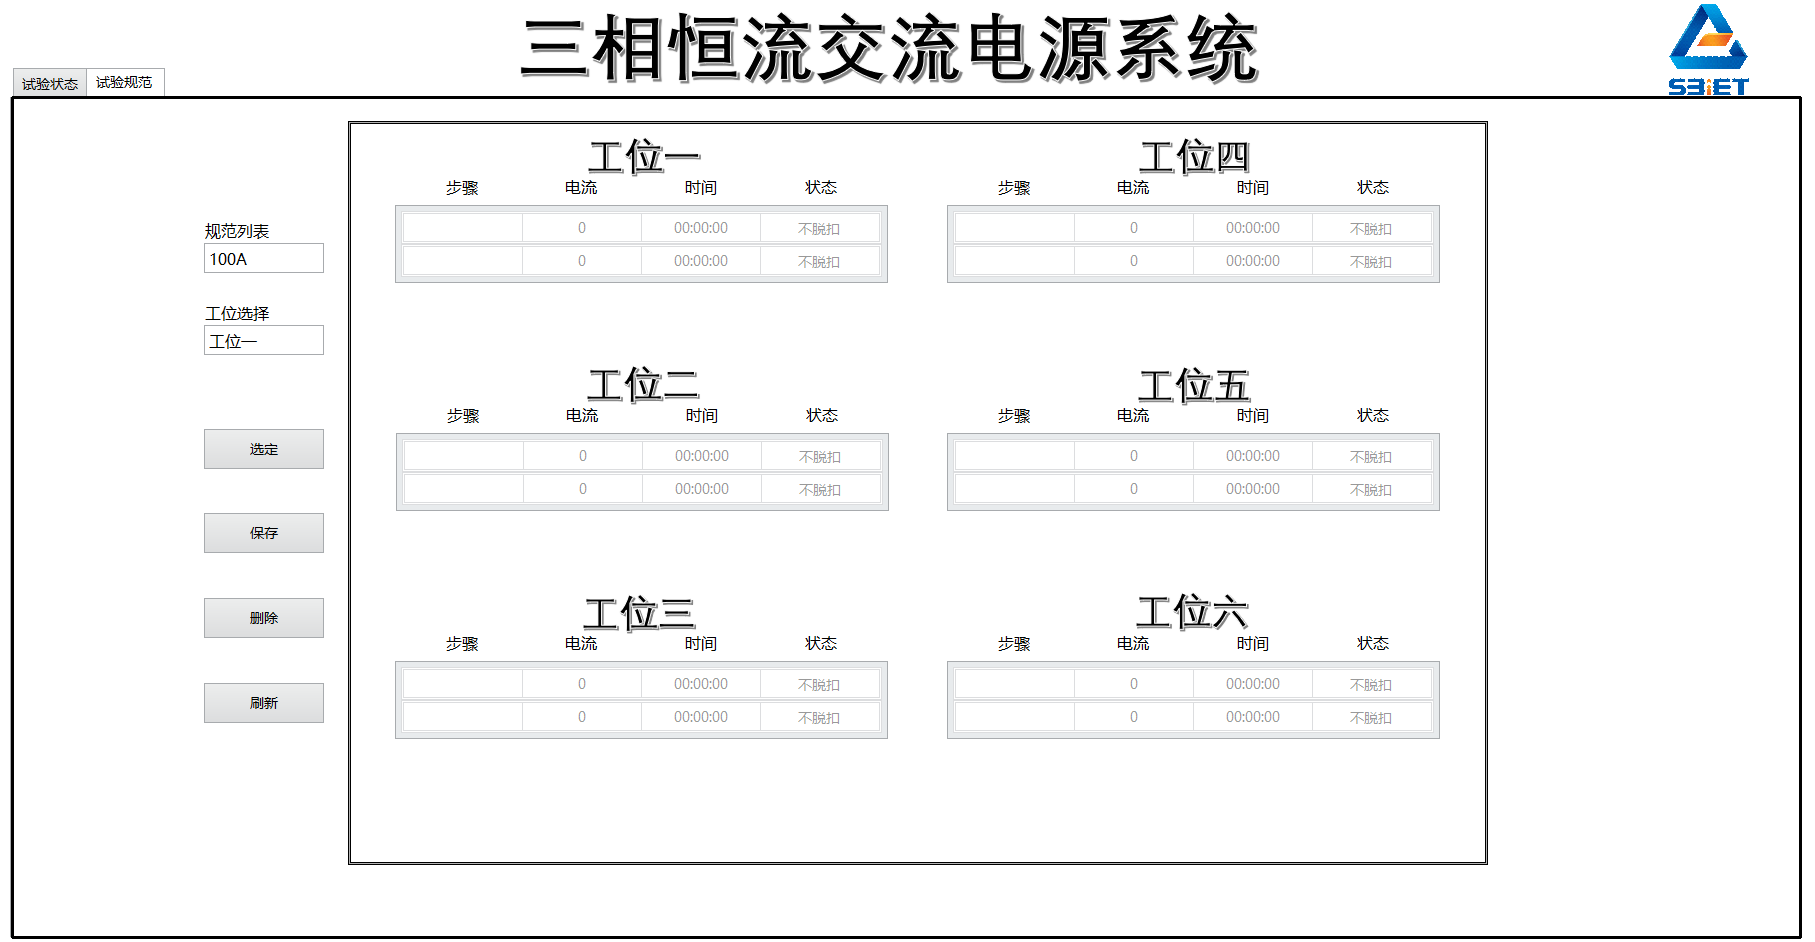 三相恒流交流电源系统
SEIET
试验状态 试验规范
规范列表
100A
工位选择
工位一
选定
保存
删除
刷新
工位一
步骤 电流 时间 状态
0 00:00:00 不脱扣
0 00:00:00 不脱扣
工位四
步骤 电流 时间 状态
0 00:00:00 不脱扣
0 00:00:00 不脱扣
工位二
步骤 电流 时间 状态
0 00:00:00 不脱扣
0 00:00:00 不脱扣
工位五
步骤 电流 时间 状态
0 00:00:00 不脱扣
0 00:00:00 不脱扣
工位三
步骤 电流 时间 状态
0 00:00:00 不脱扣
0 00:00:00 不脱扣
工位六
步骤 电流 时间 状态
0 00:00:00 不脱扣
0 00:00:00 不脱扣